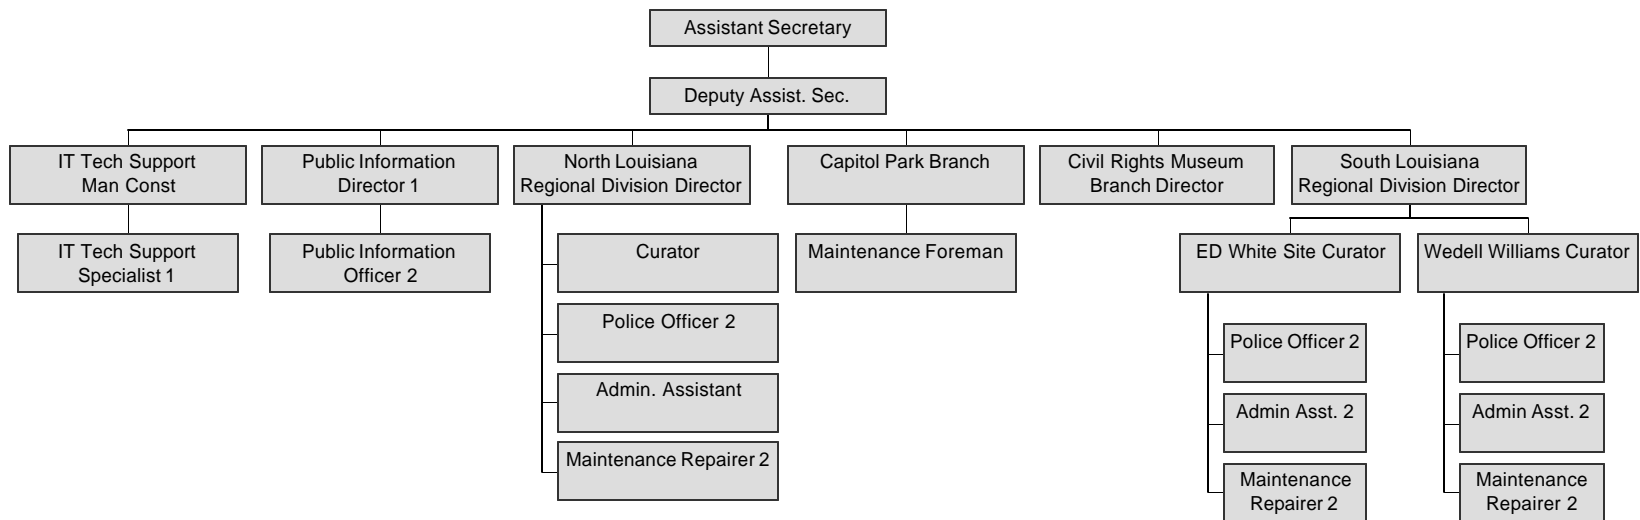 Assistant Secretary
Deputy Assist. Sec.
IT Tech Support
Man Const
Public Information
Director 1
North Louisiana
Regional Division Director
Capitol Park Branch
Civil Rights Museum
Branch Director
South Louisiana
Regional Division Director
IT Tech Support
Specialist 1
Public Information
Officer 2
Curator
Police Officer 2
Admin. Assistant
Maintenance Repairer 2
Maintenance Foreman
ED White Site Curator
Police Officer 2
Admin Asst. 2
Maintenance
Repairer 2
Wedell Williams Curator
Police Officer 2
Admin Asst. 2
Maintenance
Repairer 2